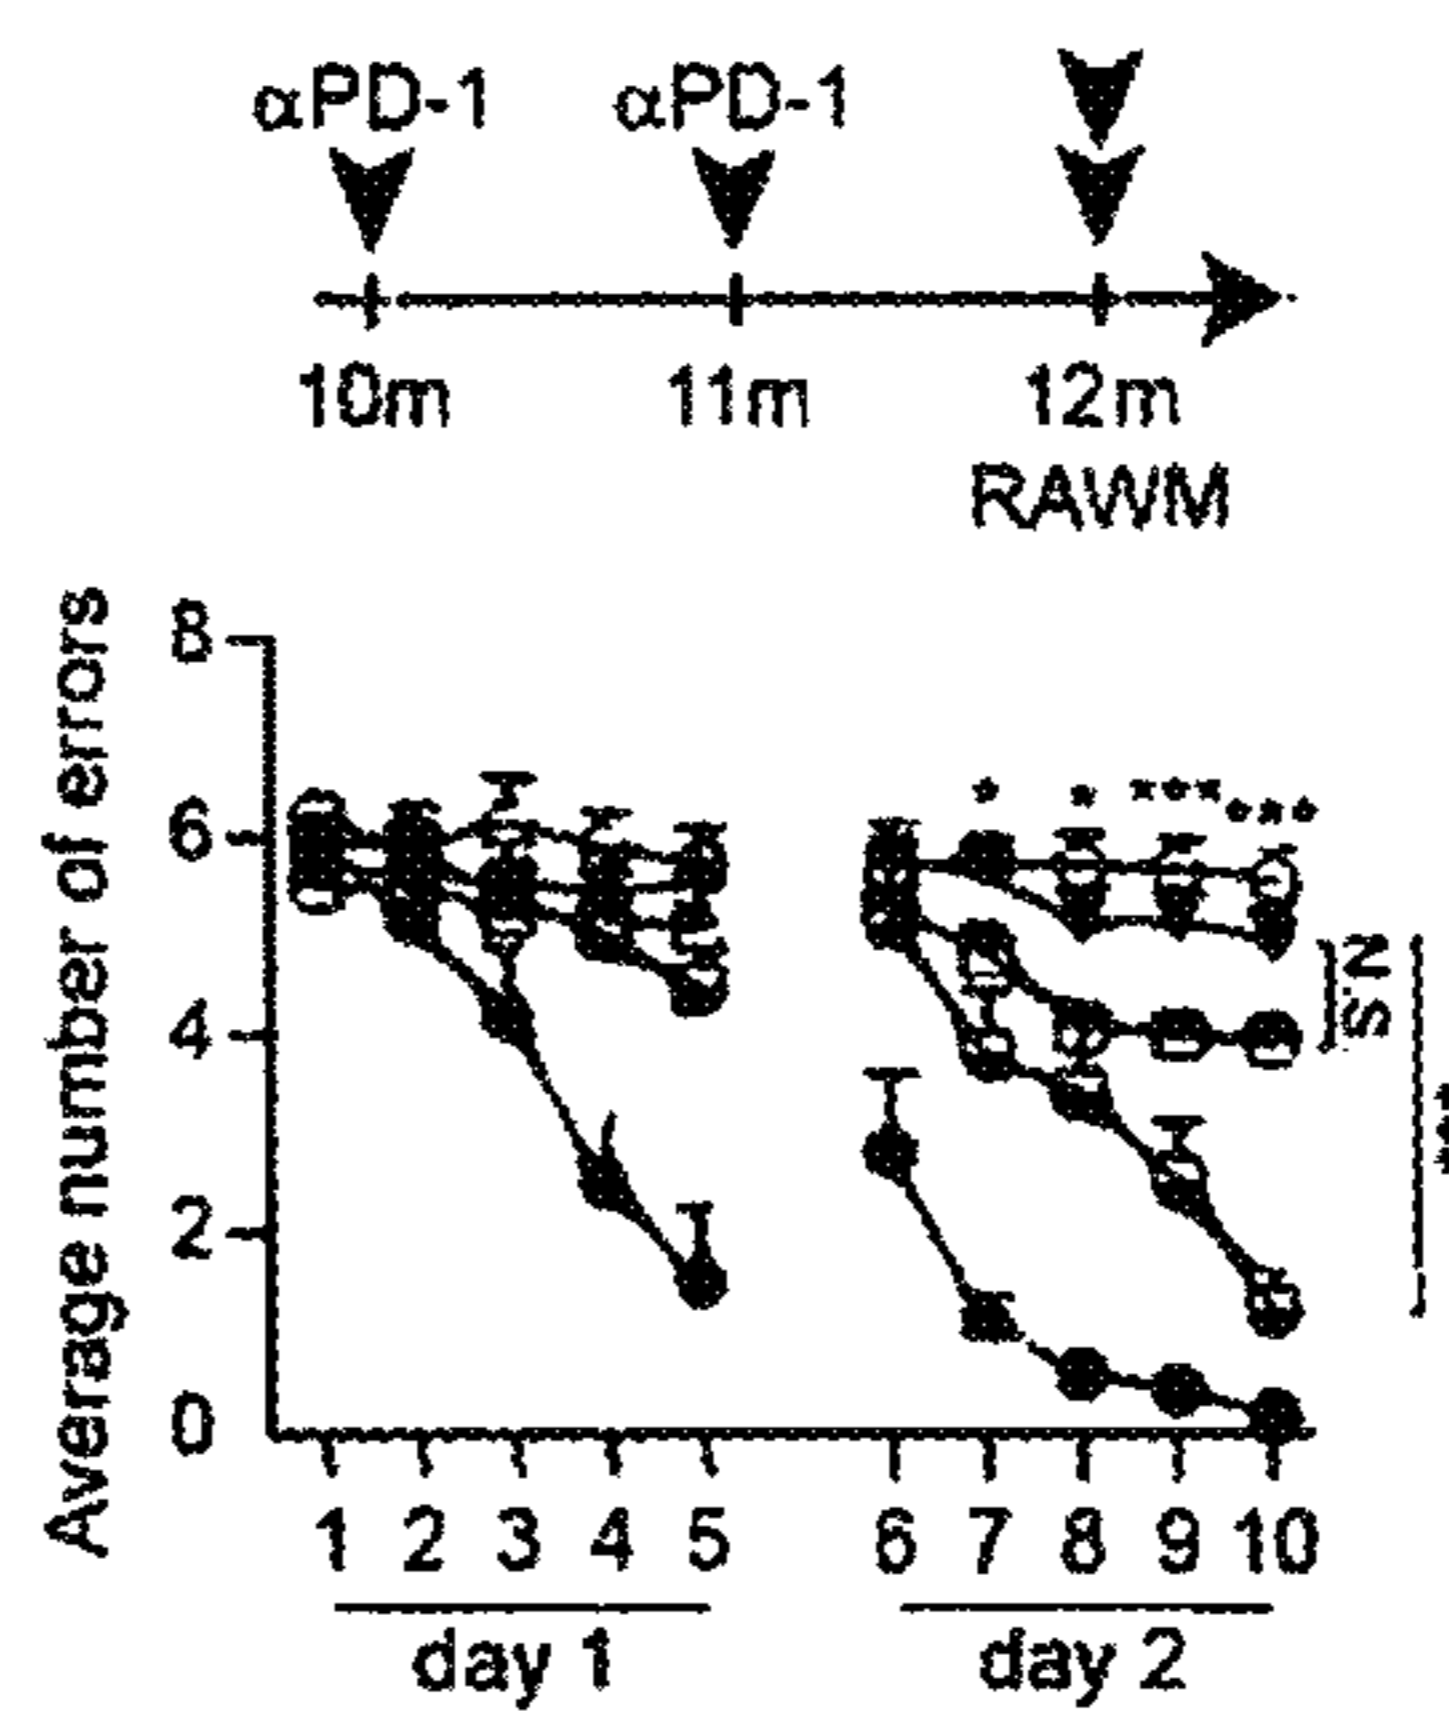 αPD-1 αPD-1
10m 11m 12m
RAWM
Average number of errors
8
6
4
2
0
* * *** ***
N.S
***
1 2 3 4 5 6 7 8 9 10
day 1 day 2